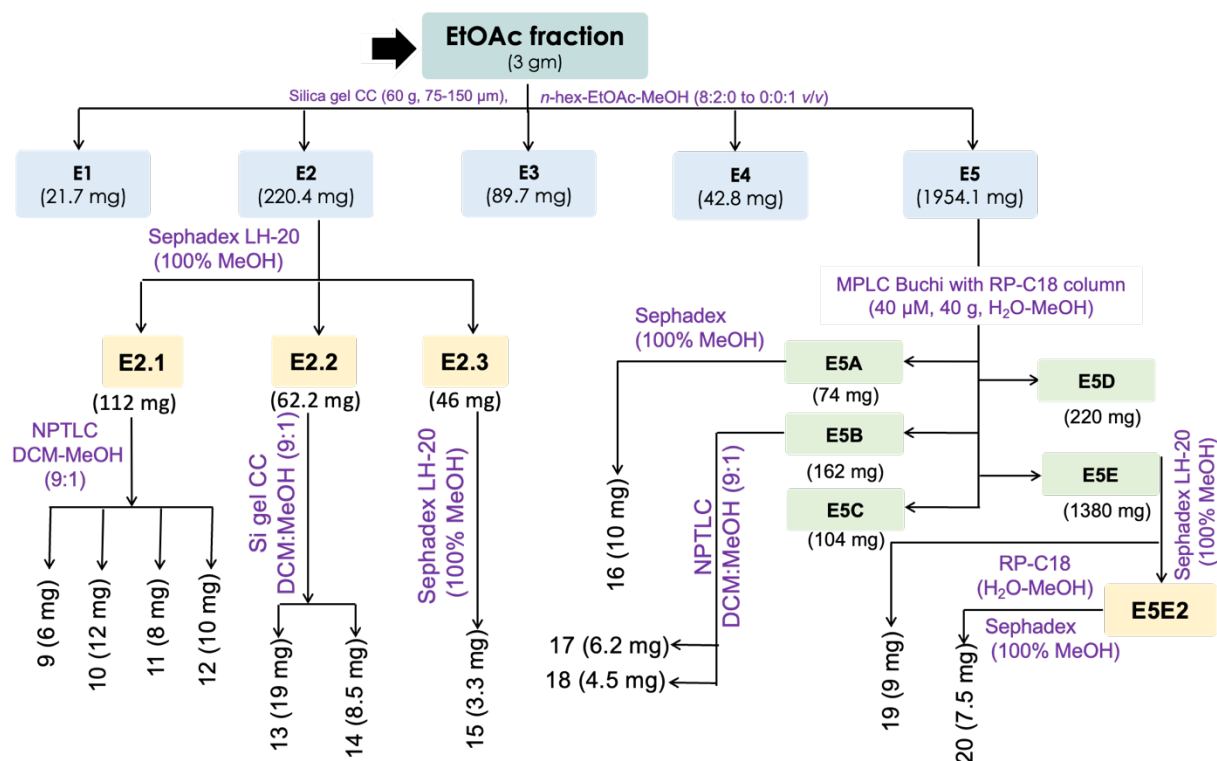 EtOAc fraction
(3 gm)
Silica gel CC (60 g, 75-150 µm), n-hex-EtOAc-MeOH (8:2:0 to 0:0:1 v/v)
E1
(21.7 mg)
E2
(220.4 mg)
E3
(89.7 mg)
E4
(42.8 mg)
E5
(1954.1 mg)
Sephadex LH-20
(100% MeOH)
E2.1
(112 mg)
E2.2
(62.2 mg)
E2.3
(46 mg)
NPTLC
DCM-MeOH
(9:1)
Si gel CC
DCM:MeOH (9:1)
Sephadex LH-20
(100% MeOH)
9 (6 mg)
10 (12 mg)
11 (8 mg)
12 (10 mg)
13 (19 mg)
14 (8.5 mg)
15 (3.3 mg)
MPLC Buchi with RP-C18 column
(40 µM, 40 g, H₂O-MeOH)
Sephadex
(100% MeOH)
E5A
(74 mg)
E5B
(162 mg)
E5C
(104 mg)
E5D
(220 mg)
E5E
(1380 mg)
16 (10 mg)
NPTLC
DCM:MeOH (9:1)
17 (6.2 mg)
18 (4.5 mg)
Sephadex LH-20
(100% MeOH)
RP-C18
(H₂O-MeOH)
E5E2
Sephadex
(100% MeOH)
19 (9 mg)
20 (7.5 mg)